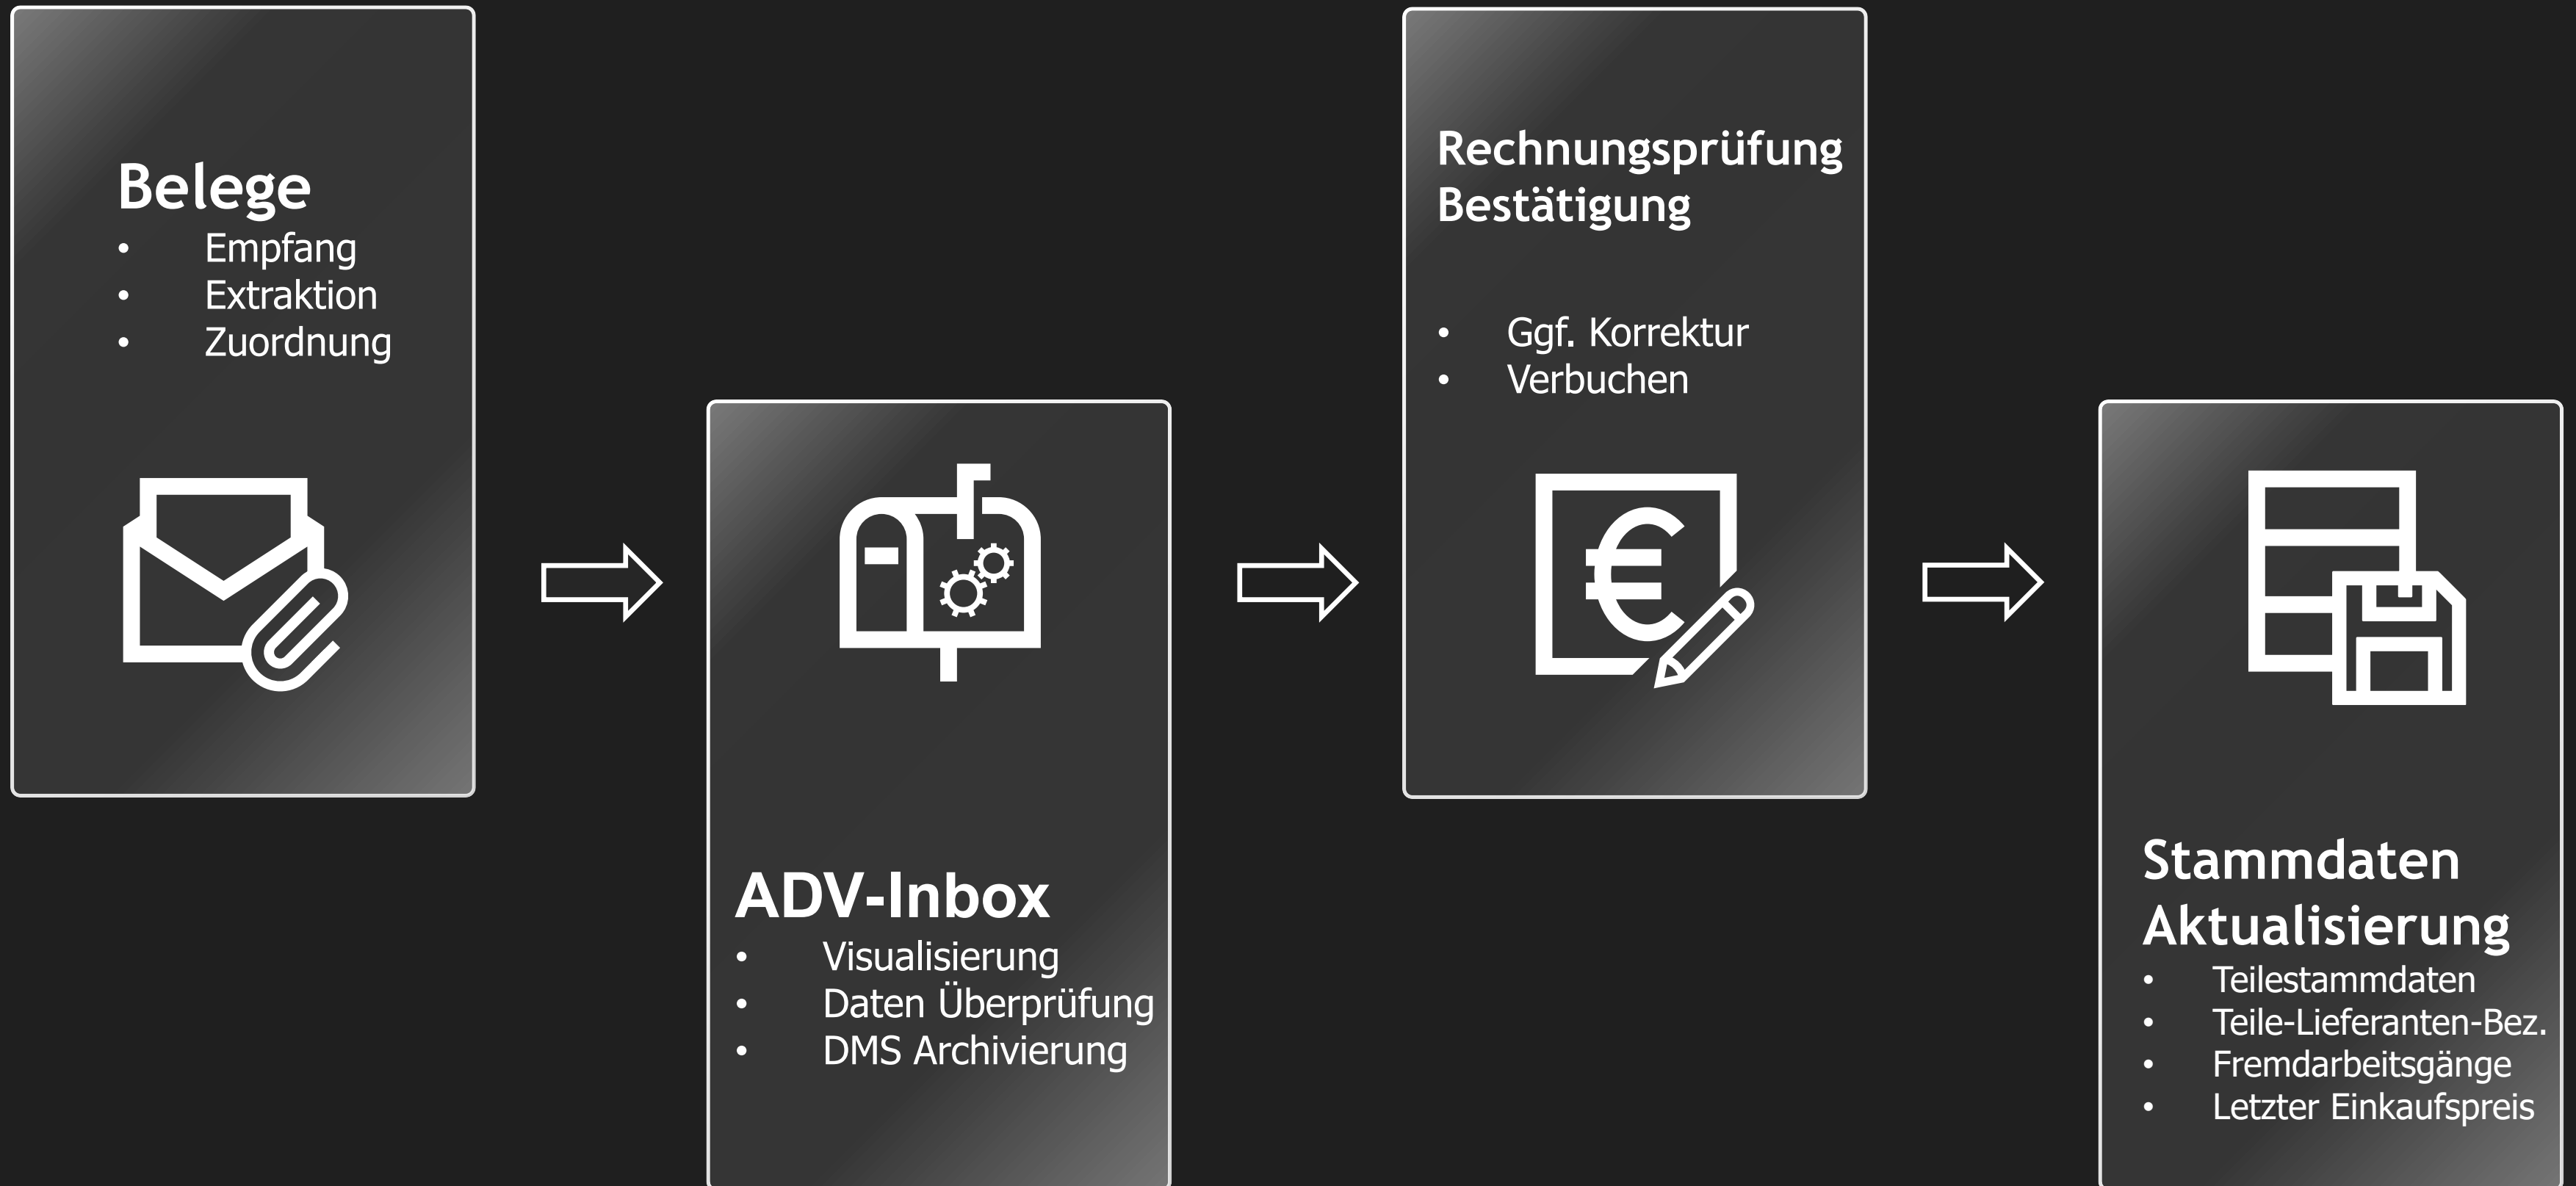 Belege
• Empfang
• Extraktion
• Zuordnung
ADV-Inbox
• Visualisierung
• Daten Überprüfung
• DMS Archivierung
Rechnungsprüfung
Bestätigung
• Ggf. Korrektur
• Verbuchen
€
Stammdaten
Aktualisierung
• Teilestammdaten
• Teile-Lieferanten-Bez.
• Fremdarbeitsgänge
• Letzter Einkaufspreis